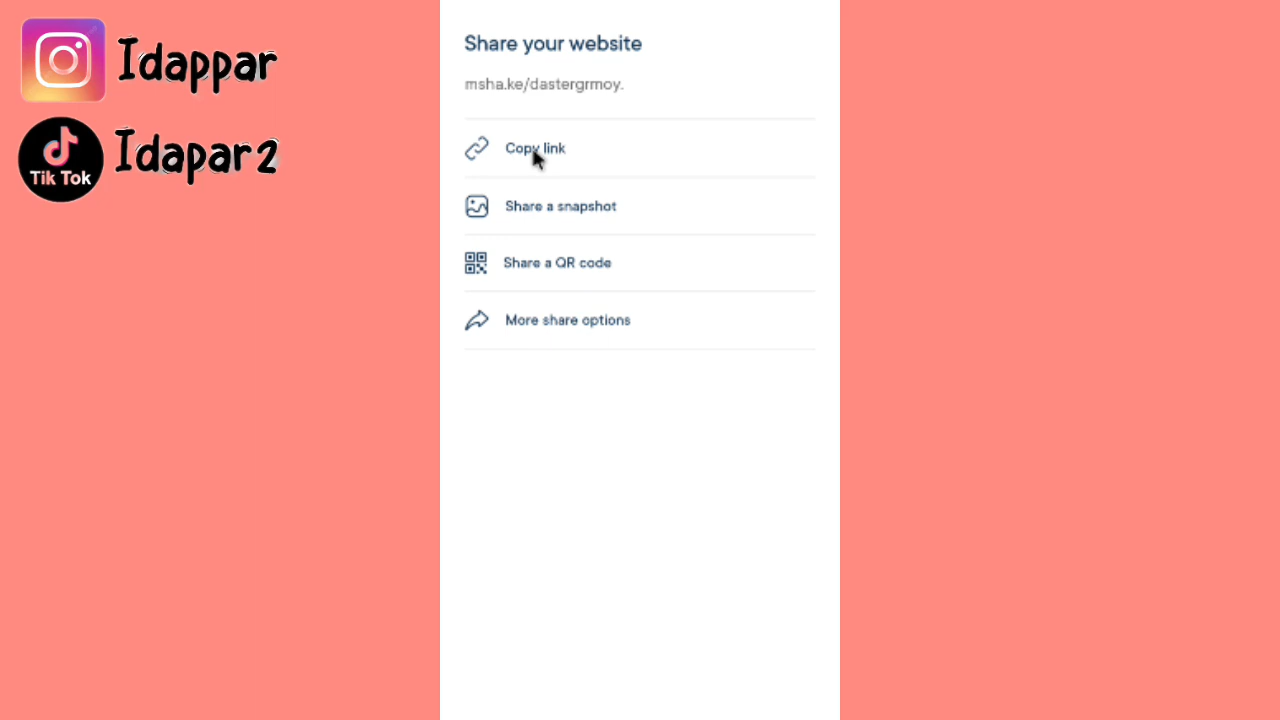 Idappar
Tik Tok
Idapar2
Share your website
msha.ke/dastergrmoy.
Copy link
Share a snapshot
Share a QR code
More share options